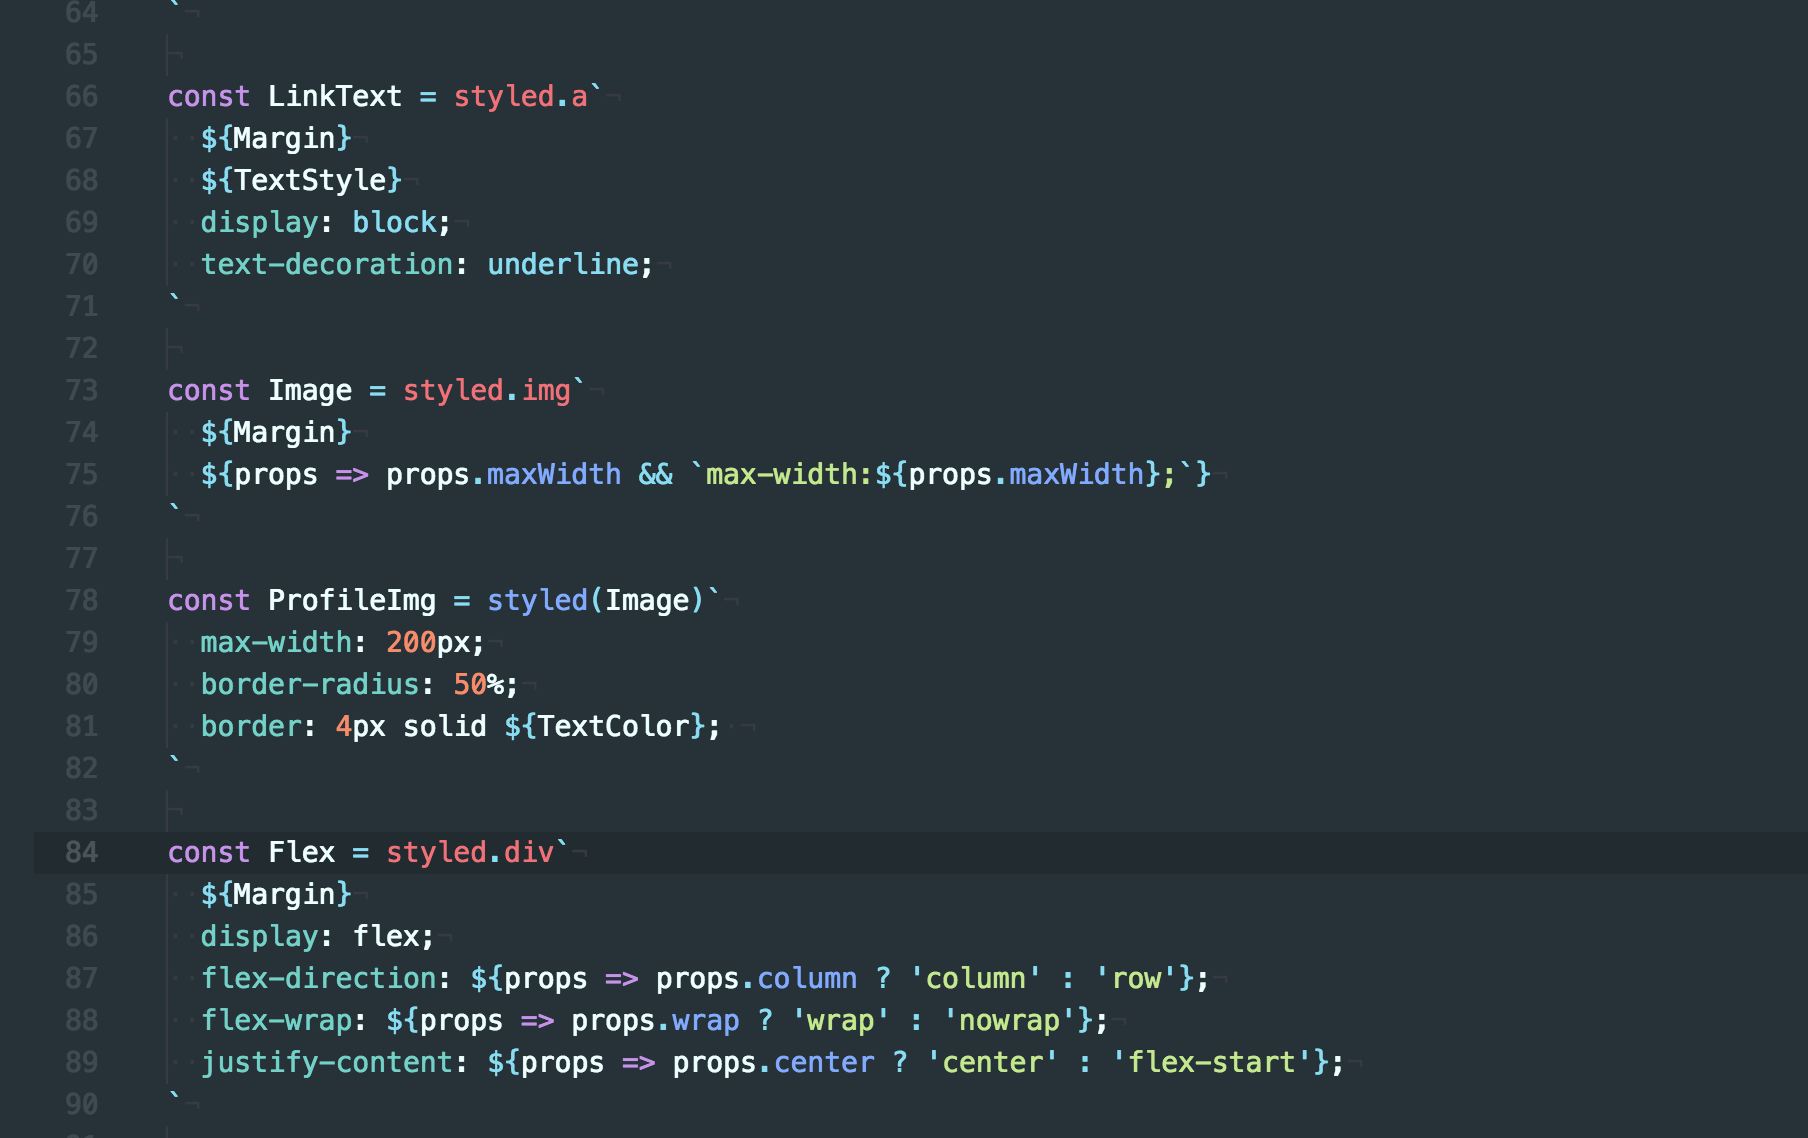 64 `
65
66 const LinkText = styled.a`
67 ${Margin}
68 ${TextStyle}
69 display: block;
70 text-decoration: underline;
71 `
72
73 const Image = styled.img`
74 ${Margin}
75 ${props => props.maxWidth && `max-width:${props.maxWidth};`}
76 `
77
78 const ProfileImg = styled(Image)`
79 max-width: 200px;
80 border-radius: 50%;
81 border: 4px solid ${TextColor};
82 `
83
84 const Flex = styled.div`
85 ${Margin}
86 display: flex;
87 flex-direction: ${props => props.column ? 'column' : 'row'};
88 flex-wrap: ${props => props.wrap ? 'wrap' : 'nowrap'};
89 justify-content: ${props => props.center ? 'center' : 'flex-start'};
90 `